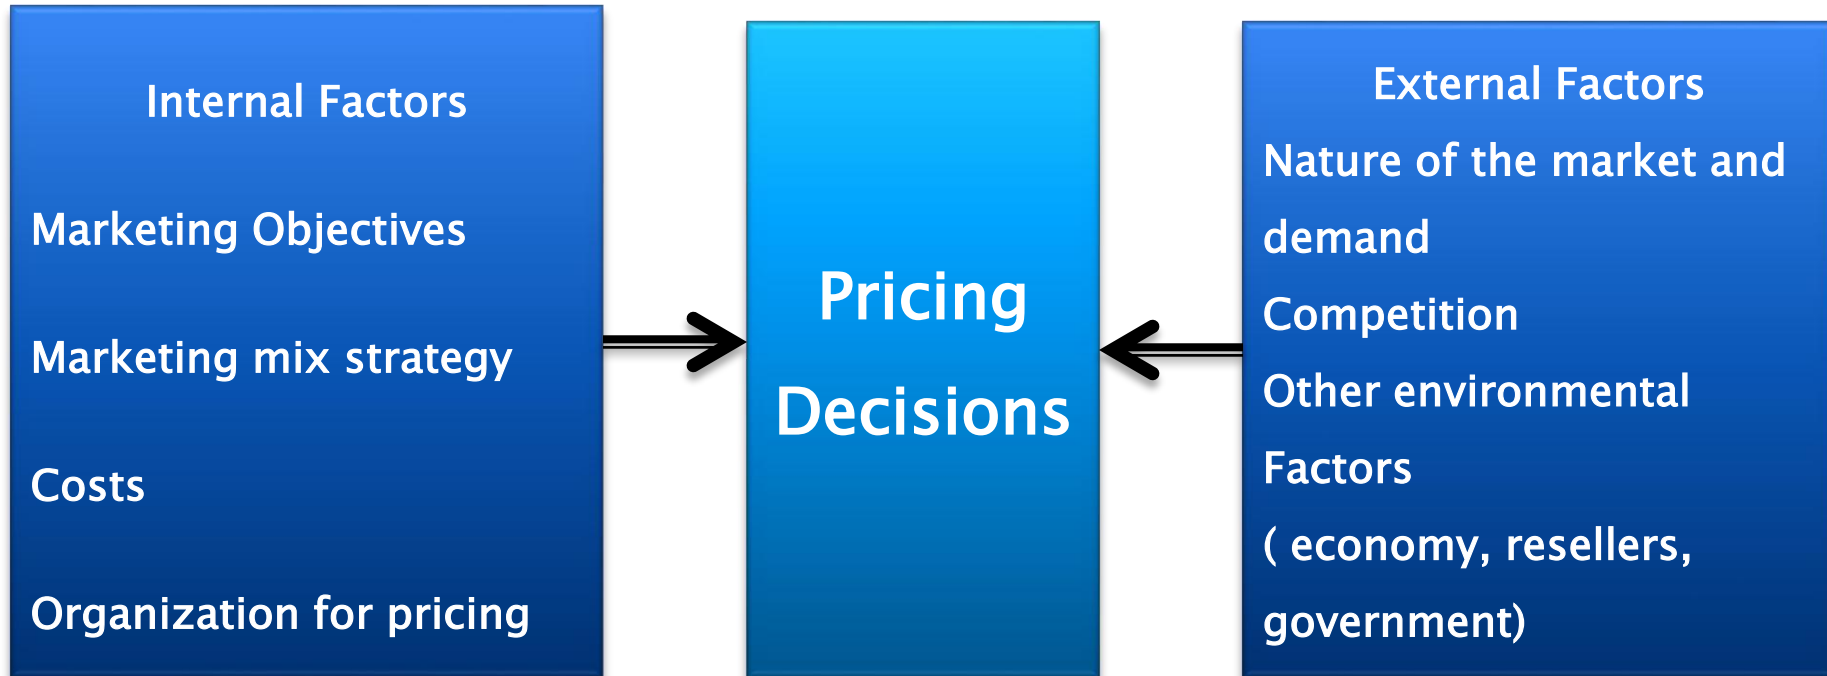 Internal Factors
Marketing Objectives
Marketing mix strategy
Costs
Organization for pricing
Pricing
Decisions
External Factors
Nature of the market and
demand
Competition
Other environmental
Factors
( economy, resellers,
government)